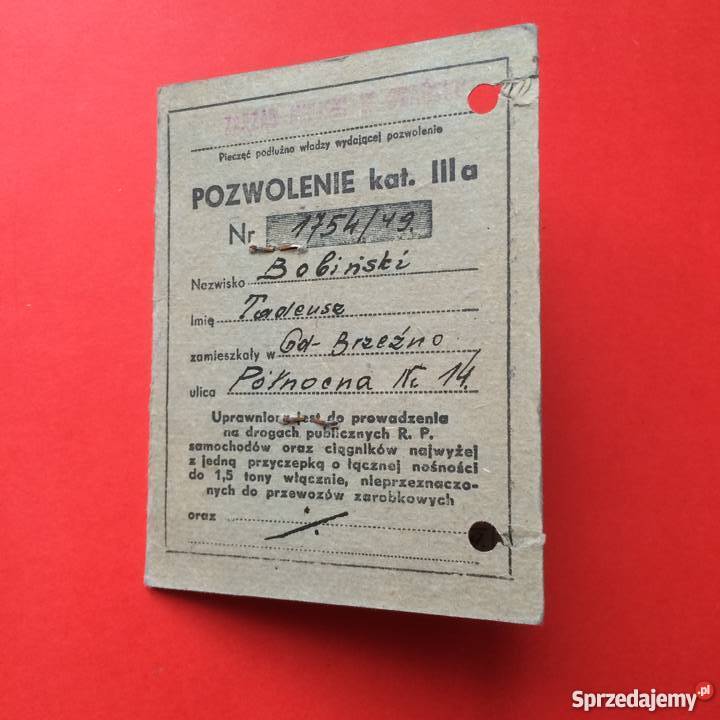 ZARZĄD
Pieczęć podłużna władzy wydającej pozwolenie
POZWOLENIE kat. IIIa
Nr 1754/49.
Nazwisko Bobiński
Imię Tadeusz
zamieszkały w Gd-Brzeźno
ulica Północna Nr 14.
Uprawniony jest do prowadzenia
na drogach publicznych R. P.
samochodów oraz ciągników najwyżej
z jedną przyczepką o łącznej nośności
do 1,5 tony włącznie, nieprzeznaczo-
nych do przewozów zarobkowych
oraz
Sprzedajemy.pl